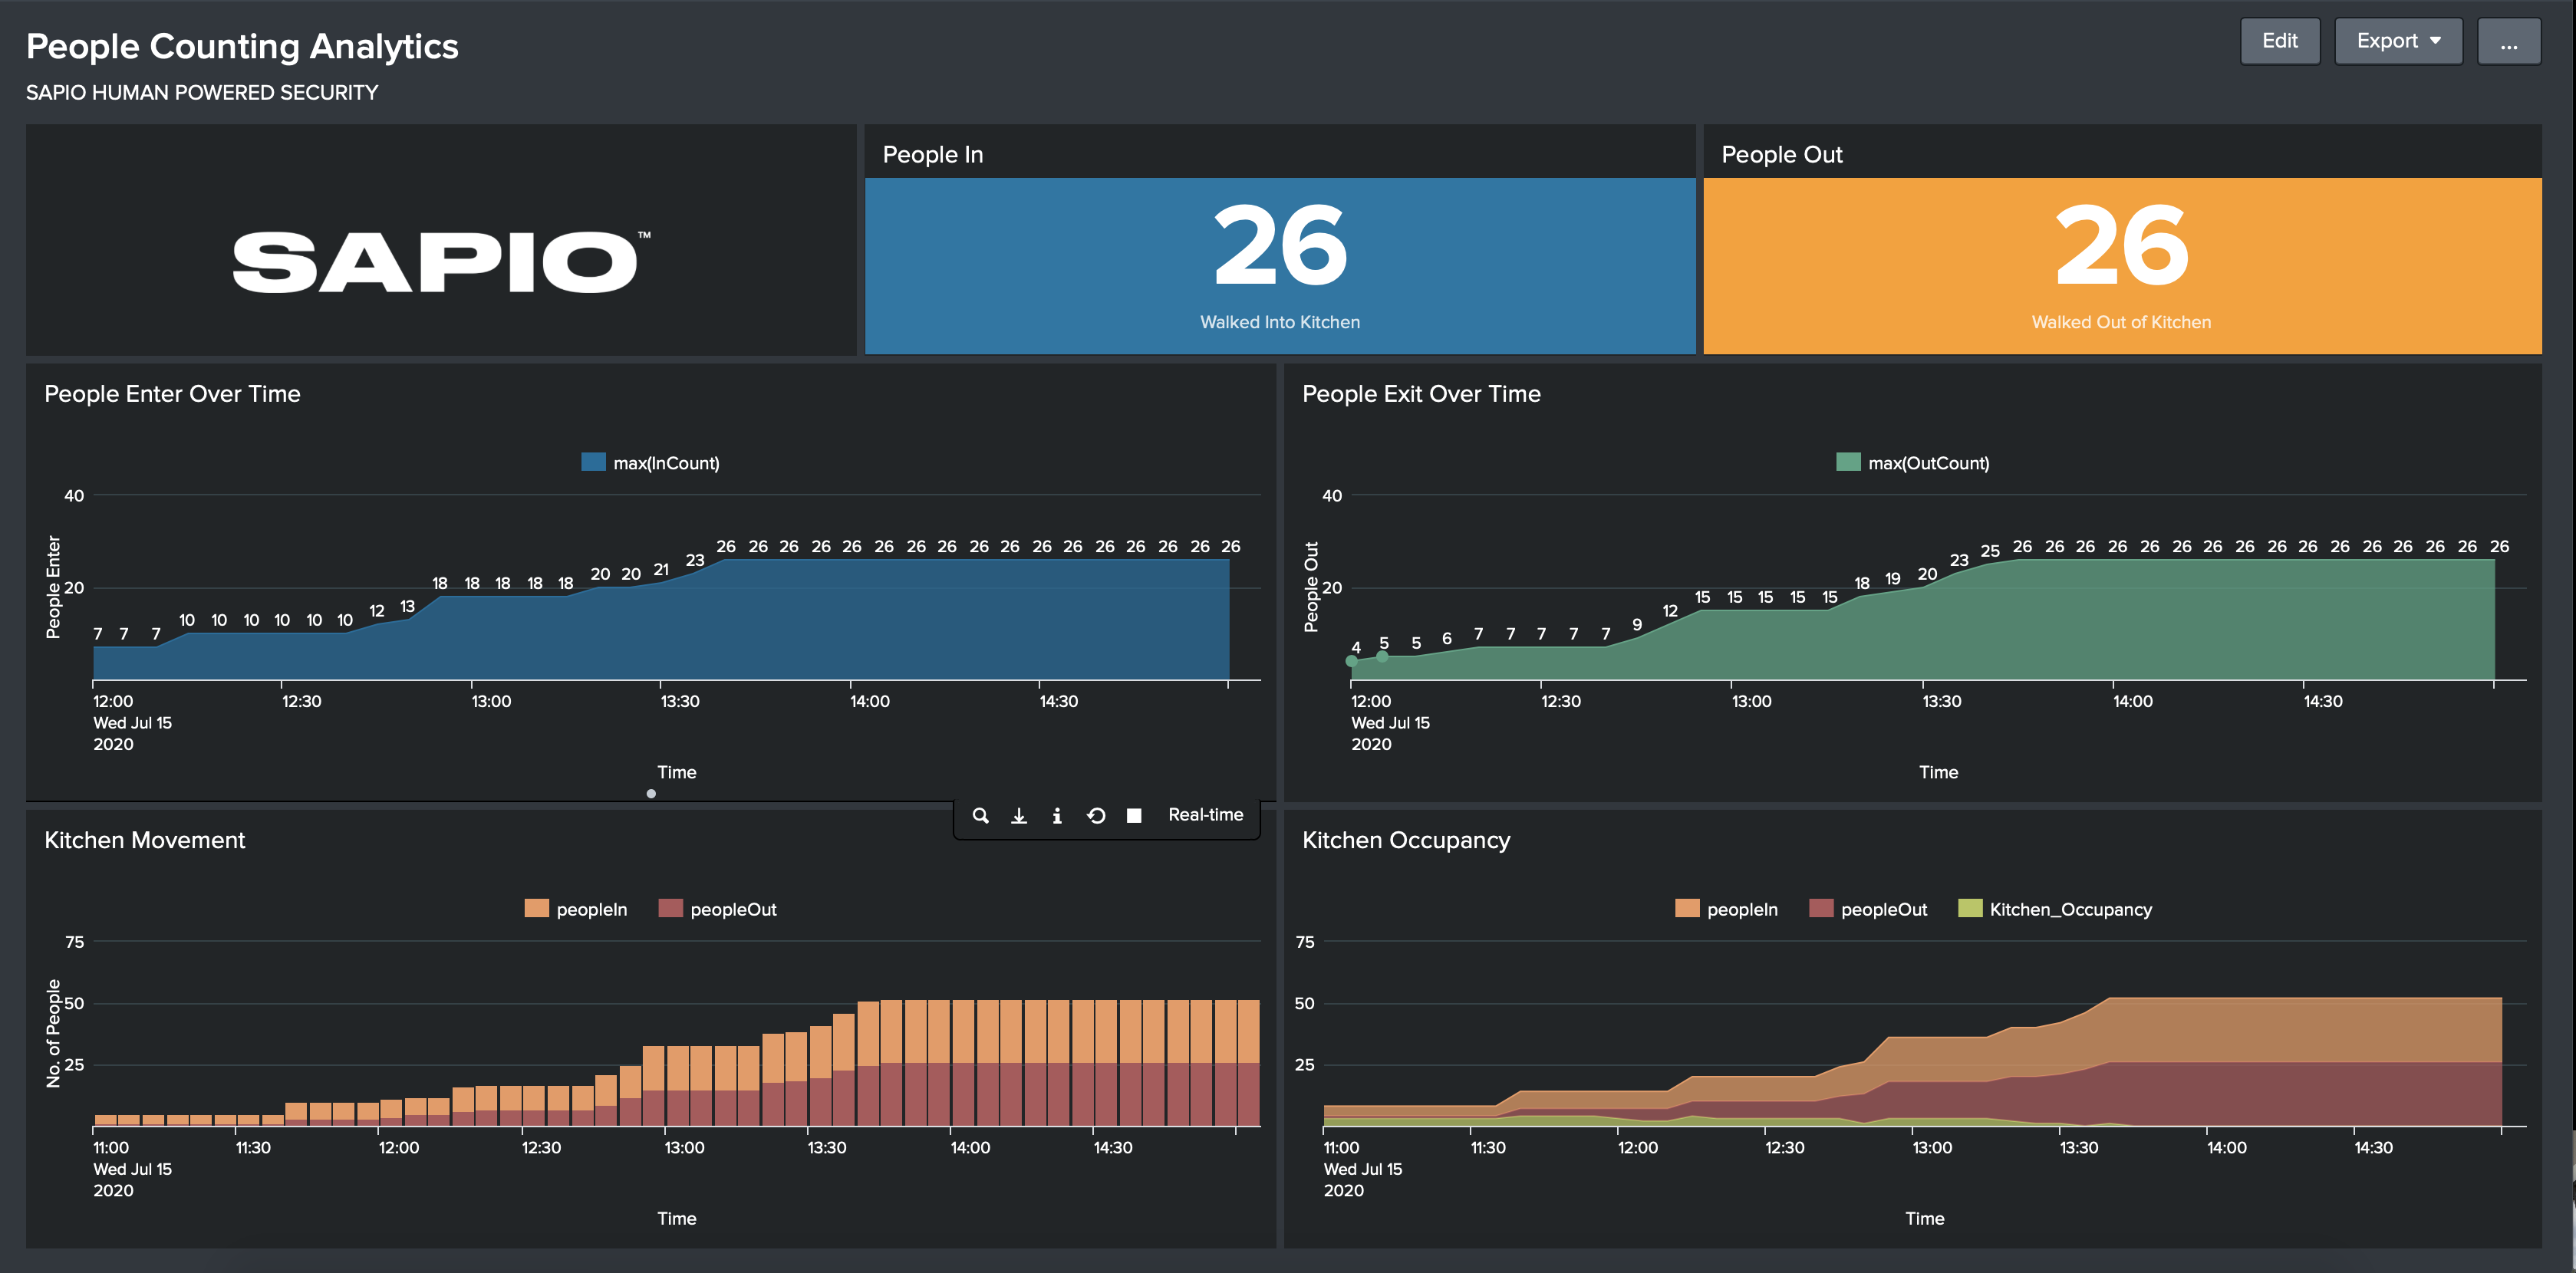 People Counting Analytics
Edit
Export
...
SAPIO HUMAN POWERED SECURITY
SAPIO™
People In
26
Walked Into Kitchen
People Out
26
Walked Out of Kitchen
People Enter Over Time
max(InCount)
People Enter
40
20
7 7 7 10 10 10 10 10 10 12 13 18 18 18 18 18 20 20 21 23 26 26 26 26 26 26 26 26 26 26 26 26 26 26 26 26 26
12:00 12:30 13:00 13:30 14:00 14:30
Wed Jul 15
2020
Time
People Exit Over Time
max(OutCount)
People Out
40
20
4 5 5 6 7 7 7 7 7 9 12 15 15 15 15 15 18 19 20 23 25 26 26 26 26 26 26 26 26 26 26 26 26 26 26 26 26
12:00 12:30 13:00 13:30 14:00 14:30
Wed Jul 15
2020
Time
Real-time
Kitchen Movement
peopleIn peopleOut
No. of People
75
50
25
11:00 11:30 12:00 12:30 13:00 13:30 14:00 14:30
Wed Jul 15
2020
Time
Kitchen Occupancy
peopleIn peopleOut Kitchen_Occupancy
75
50
25
11:00 11:30 12:00 12:30 13:00 13:30 14:00 14:30
Wed Jul 15
2020
Time